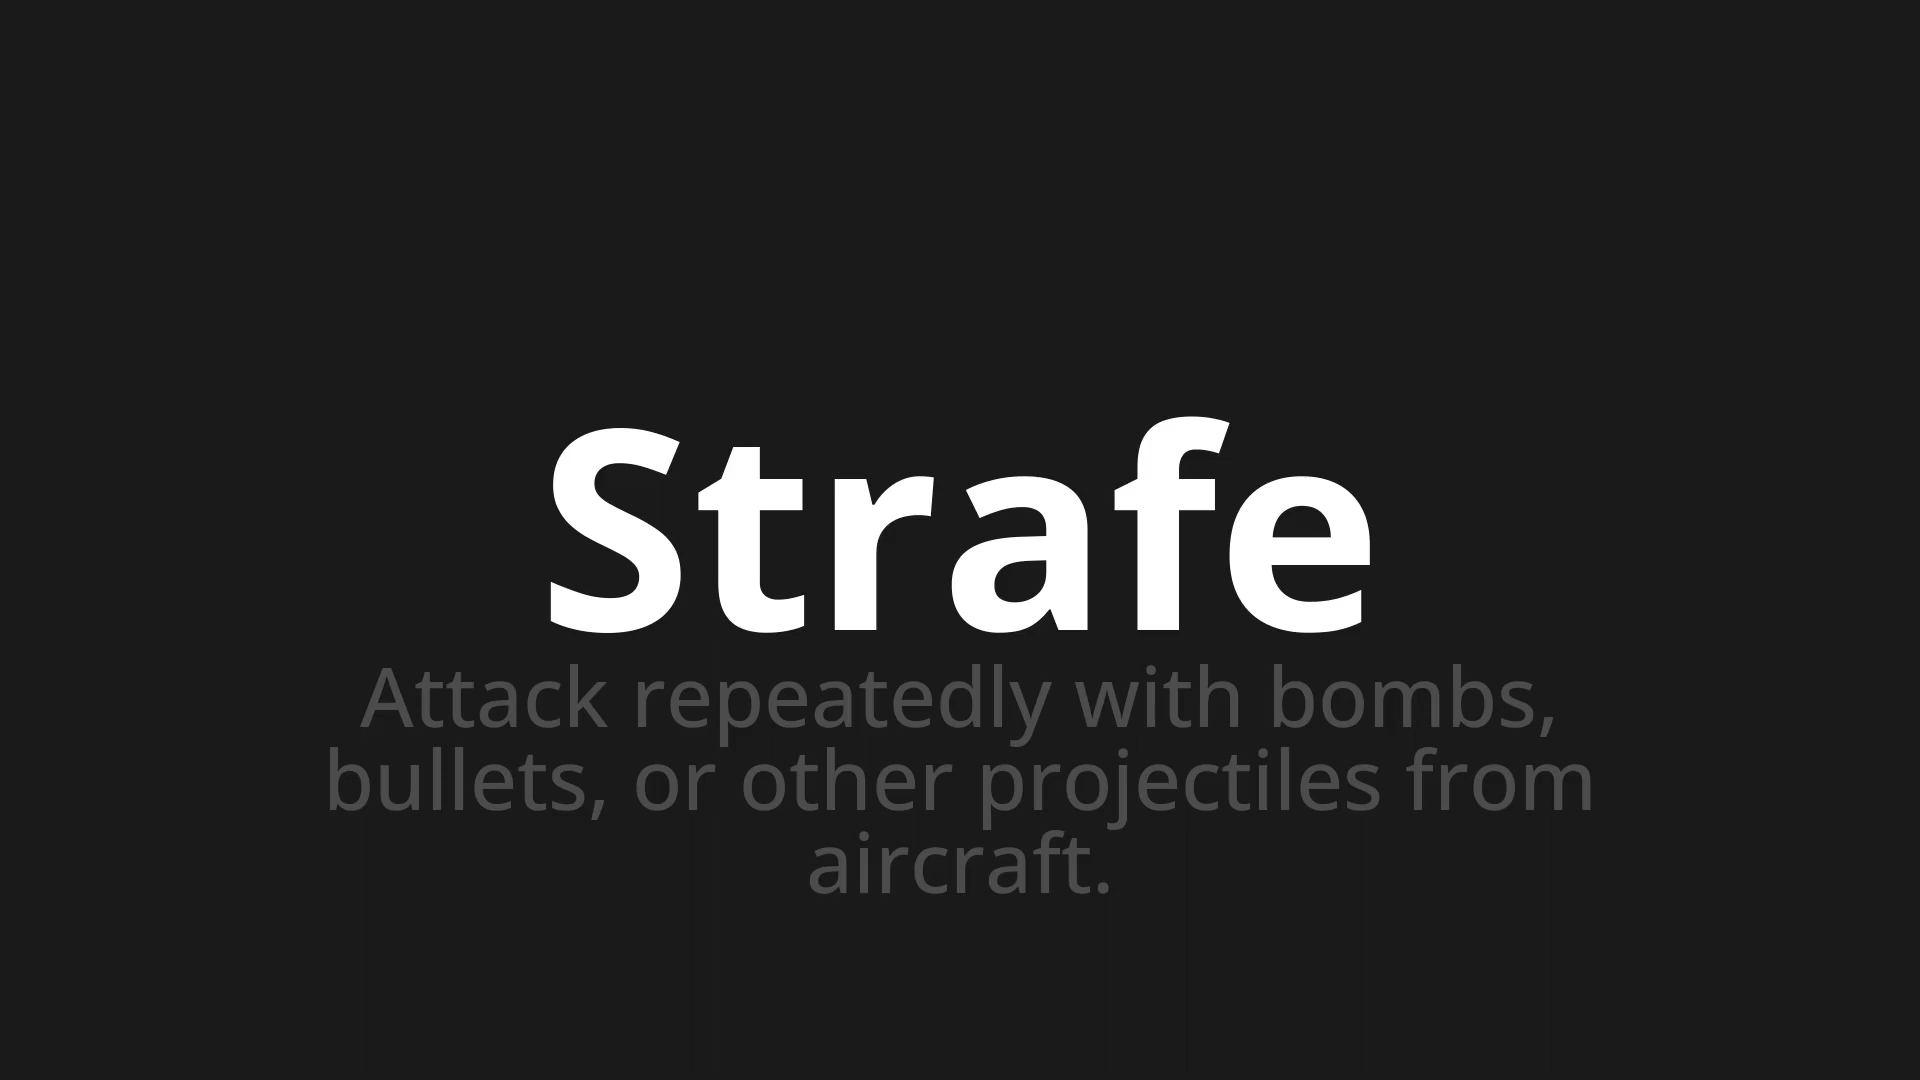 Strafe
Attack repeatedly with bombs,
bullets, or other projectiles from
aircraft.